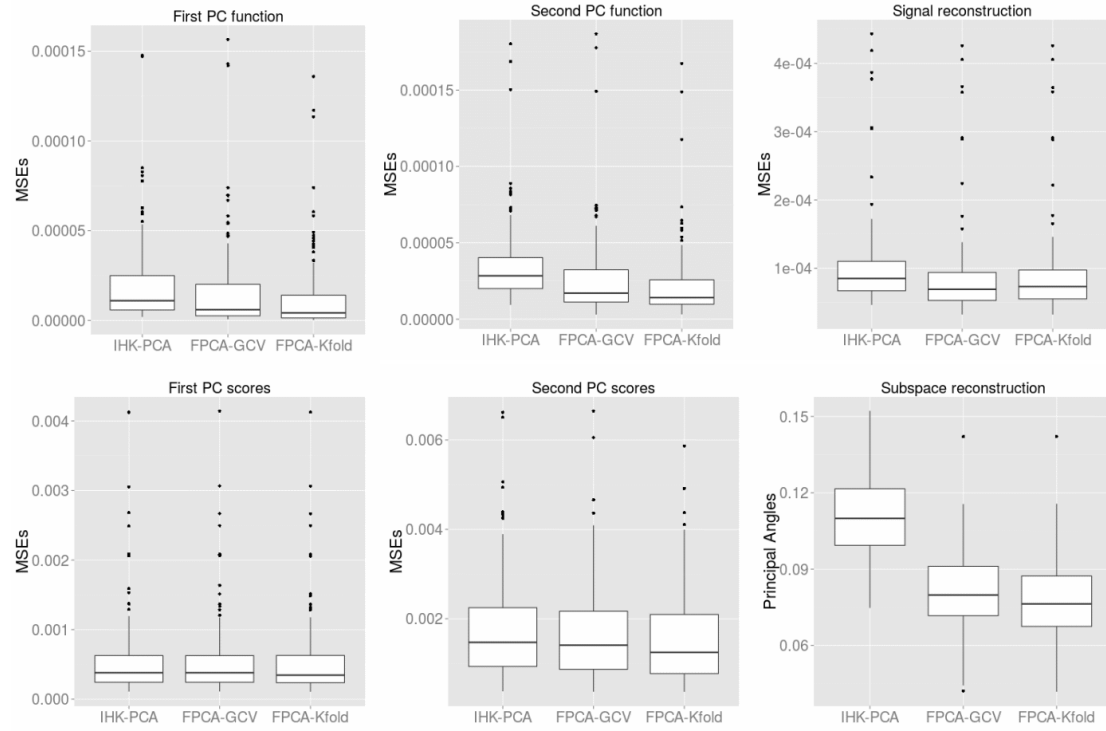 First PC function
MSEs
0.00015
0.00010
0.00005
0.00000
IHK-PCA FPCA-GCV FPCA-Kfold
Second PC function
MSEs
0.00015
0.00010
0.00005
0.00000
IHK-PCA FPCA-GCV FPCA-Kfold
Signal reconstruction
MSEs
4e-04
3e-04
2e-04
1e-04
IHK-PCA FPCA-GCV FPCA-Kfold
First PC scores
MSEs
0.004
0.003
0.002
0.001
0.000
IHK-PCA FPCA-GCV FPCA-Kfold
Second PC scores
MSEs
0.006
0.004
0.002
IHK-PCA FPCA-GCV FPCA-Kfold
Subspace reconstruction
Principal Angles
0.15
0.12
0.09
0.06
IHK-PCA FPCA-GCV FPCA-Kfold